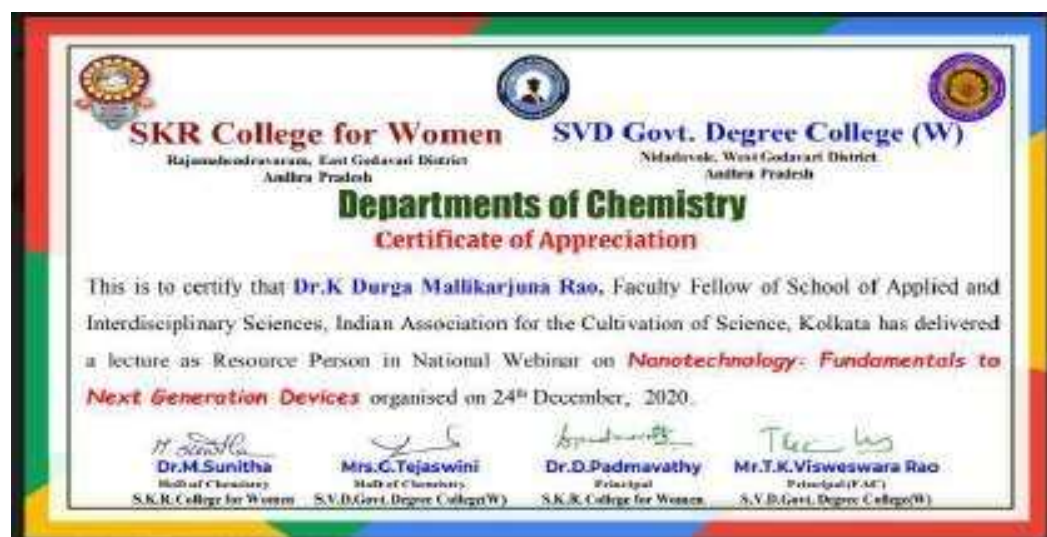 SKR College for Women
SVD Govt. Degree College (W)
Rajamahendravaram, East Godavari District
Nidadavole, West Godavari District
Andhra Pradesh
Andhra Pradesh
Departments of Chemistry
Certificate of Appreciation
This is to certify that Dr.K Durga Mallikarjuna Rao, Faculty Fellow of School of Applied and
Interdisciplinary Sciences, Indian Association for the Cultivation of Science, Kolkata has delivered
a lecture as Resource Person in National Webinar on Nanotechnology- Fundamentals to
Next Generation Devices organised on 24th December, 2020.
Dr.M.Sunitha
Mrs.G.Tejaswini
Dr.D.Padmavathy
Mr.T.K.Visweswara Rao
HoD of Chemistry
HoD of Chemistry
Principal
Principal(FAC)
S.K.R. College for Women
S.V.D.Govt. Degree College(W)
S.K.R. College for Women
S.V.D.Govt. Degree College(W)